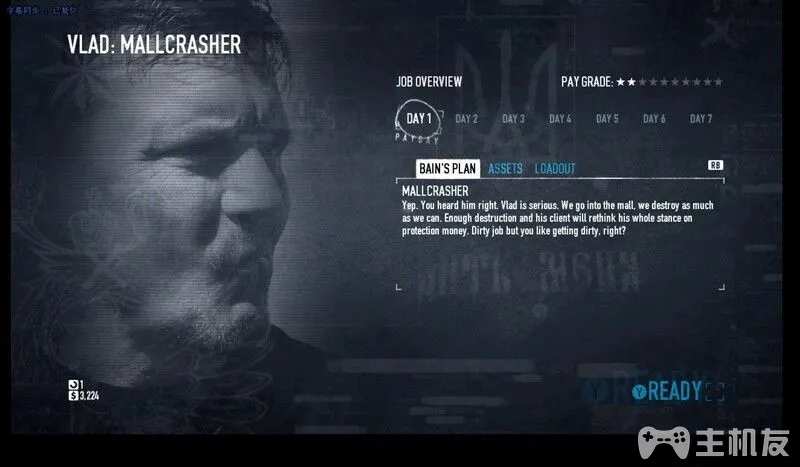 字幕同步：已复优
VLAD: MALLCRASHER
JOB OVERVIEW
PAY GRADE:
DAY 1 DAY 2 DAY 3 DAY 4 DAY 5 DAY 6 DAY 7
PAYDAY
BAIN'S PLAN ASSETS LOADOUT
RB
MALLCRASHER
Yep. You heard him right. Vlad is serious. We go into the mall, we destroy as much
as we can. Enough destruction and his client will rethink his whole stance on
protection money. Dirty job but you like getting dirty, right?
1
$ 3,224
Y READY
主机友